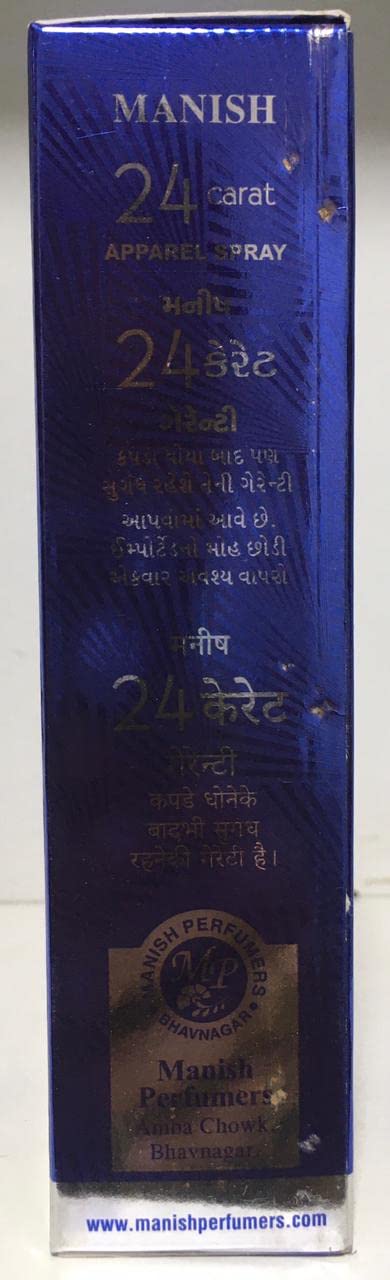 MANISH
24 carat
APPAREL SPRAY
મનીષ
24 કેરેટ
ગેરેન્ટી
કપડા ધોયા બાદ પણ
સુગંધ રહેશે તેની ગેરેન્ટી
આપવામાં આવે છે.
ઈમ્પોર્ટેડનો મોહ છોડી
એકવાર અવશ્ય વાપરો
मनीष
24 केरेट
गेरेन्टी
कपडे धोनेके
बादभी सुगंध
रहनेकी गेरेंटी है।
MANISH PERFUMERS
MP
BHAVNAGAR
Manish
Perfumers
Amba Chowk,
Bhavnagar.
www.manishperfumers.com